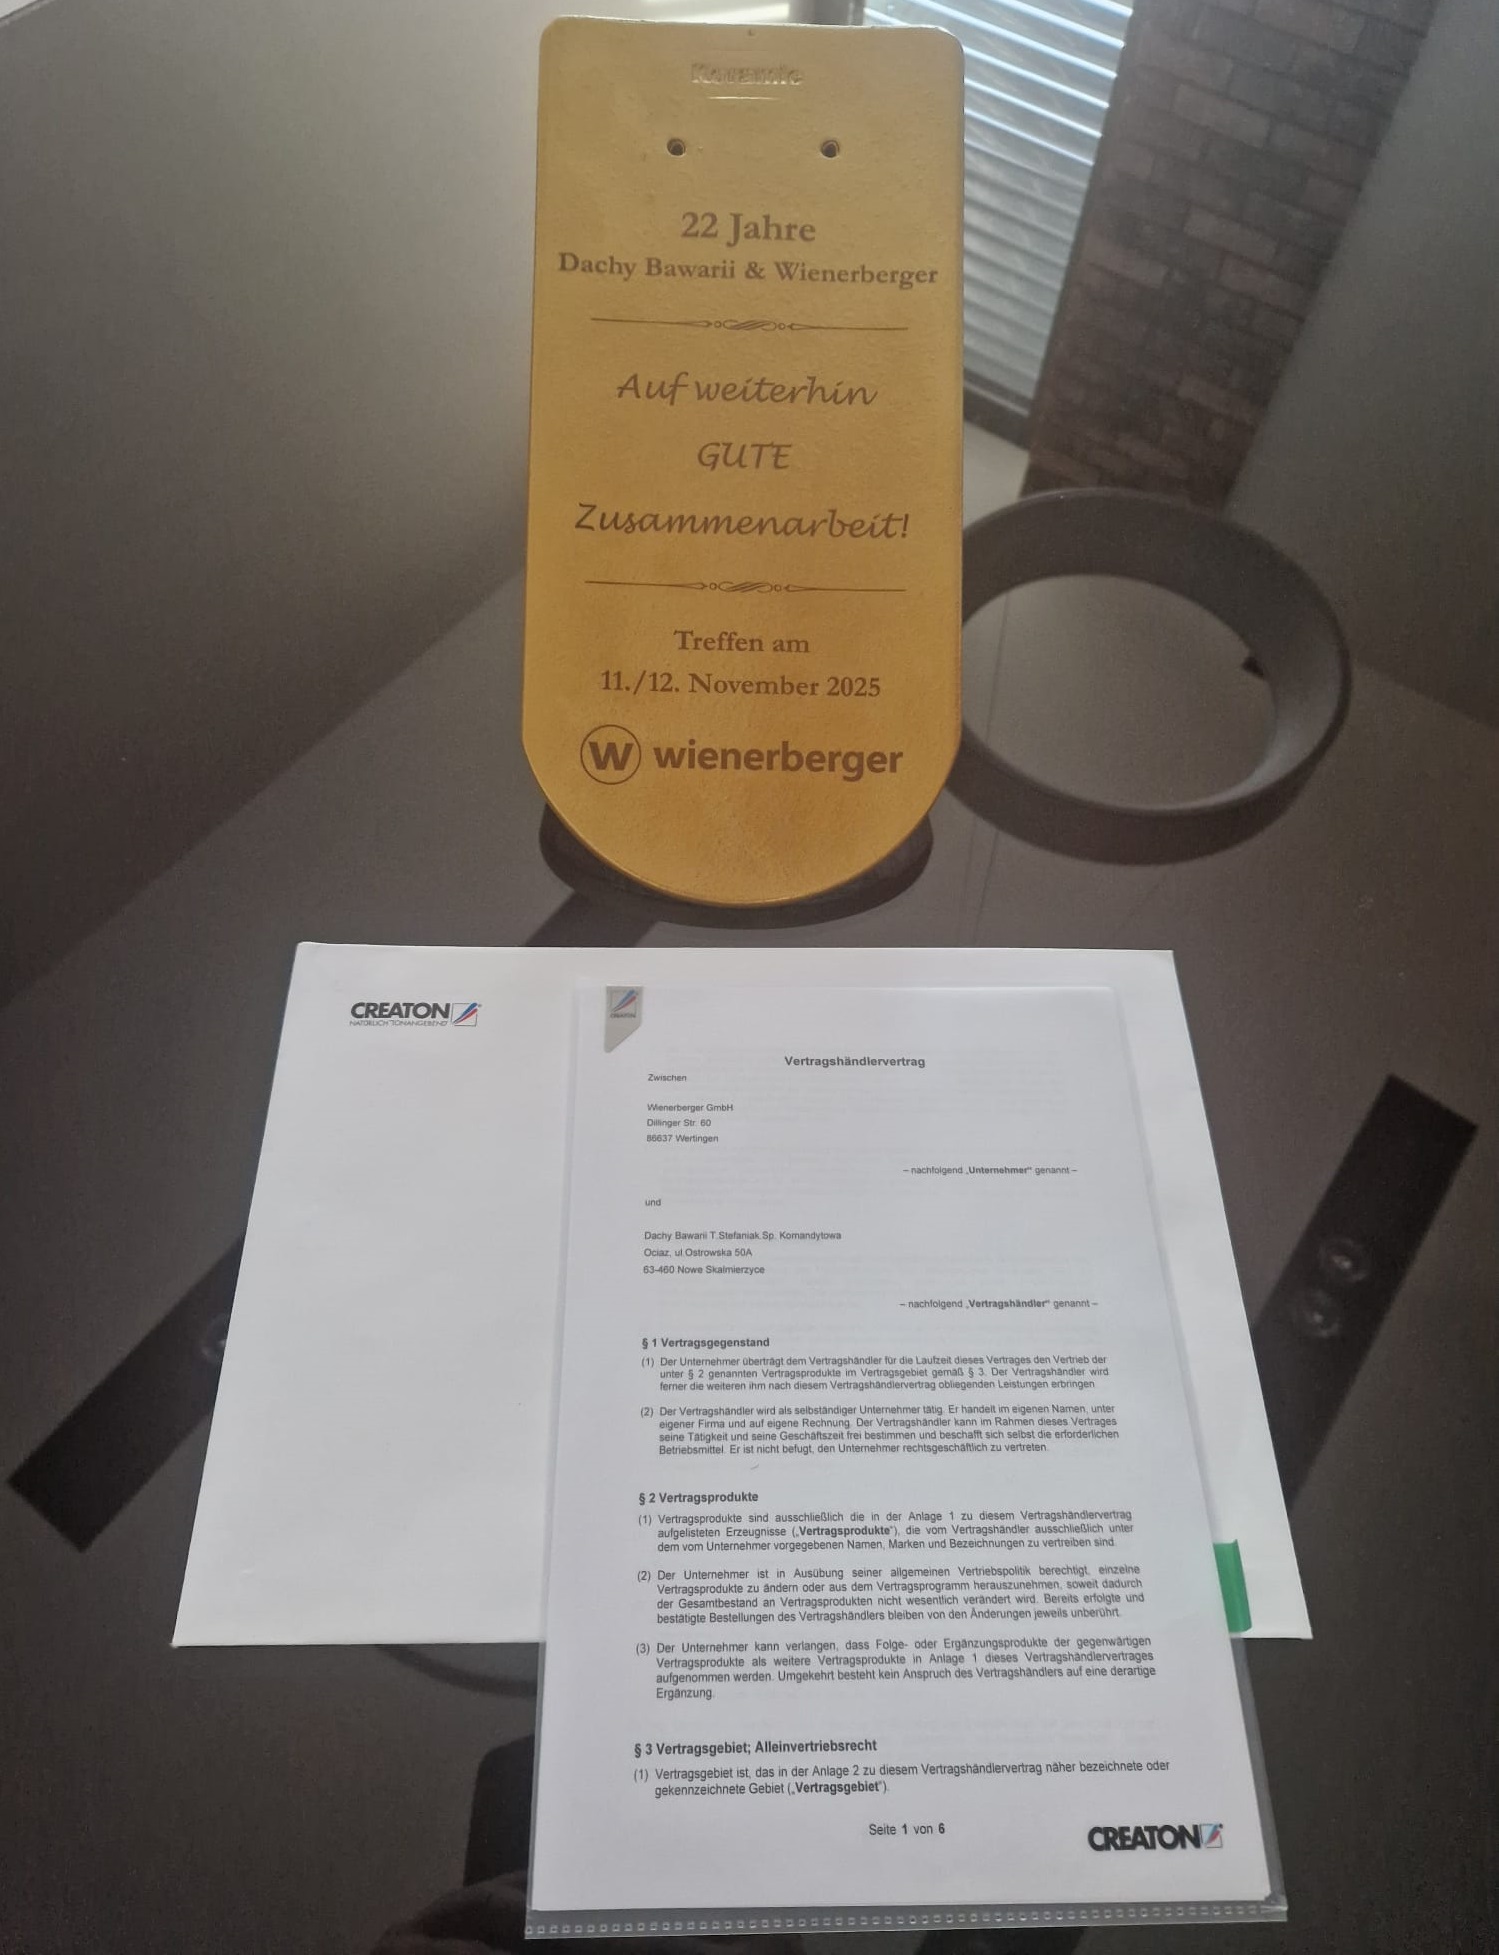 Koramic
22 Jahre
Dachy Bawarii & Wienerberger
Auf weiterhin
GUTE
Zusammenarbeit!
Treffen am
11./12. November 2025
W wienerberger
CREATON
NATÜRLICH TONANGEBEND
CREATON
Vertragshändlervertrag
Zwischen
Wienerberger GmbH
Dillinger Str. 60
86637 Wertingen
– nachfolgend „Unternehmer“ genannt –
und
Dachy Bawarii T.Stefaniak Sp. Komandytowa
Ociaz, ul.Ostrowska 50A
63-460 Nowe Skalmierzyce
– nachfolgend „Vertragshändler“ genannt –
§ 1 Vertragsgegenstand
(1) Der Unternehmer überträgt dem Vertragshändler für die Laufzeit dieses Vertrages den Vertrieb der
unter § 2 genannten Vertragsprodukte im Vertragsgebiet gemäß § 3. Der Vertragshändler wird
ferner die weiteren ihm nach diesem Vertragshändlervertrag obliegenden Leistungen erbringen.
(2) Der Vertragshändler wird als selbständiger Unternehmer tätig. Er handelt im eigenen Namen, unter
eigener Firma und auf eigene Rechnung. Der Vertragshändler kann im Rahmen dieses Vertrages
seine Tätigkeit und seine Geschäftszeit frei bestimmen und beschafft sich selbst die erforderlichen
Betriebsmittel. Er ist nicht befugt, den Unternehmer rechtsgeschäftlich zu vertreten.
§ 2 Vertragsprodukte
(1) Vertragsprodukte sind ausschließlich die in der Anlage 1 zu diesem Vertragshändlervertrag
aufgelisteten Erzeugnisse („Vertragsprodukte“), die vom Vertragshändler ausschließlich unter
dem vom Unternehmer vorgegebenen Namen, Marken und Bezeichnungen zu vertreiben sind.
(2) Der Unternehmer ist in Ausübung seiner allgemeinen Vertriebspolitik berechtigt, einzelne
Vertragsprodukte zu ändern oder aus dem Vertragsprogramm herauszunehmen, soweit dadurch
der Gesamtbestand an Vertragsprodukten nicht wesentlich verändert wird. Bereits erfolgte und
bestätigte Bestellungen des Vertragshändlers bleiben von den Änderungen jeweils unberührt.
(3) Der Unternehmer kann verlangen, dass Folge- oder Ergänzungsprodukte der gegenwärtigen
Vertragsprodukte als weitere Vertragsprodukte in Anlage 1 dieses Vertragshändlervertrages
aufgenommen werden. Umgekehrt besteht kein Anspruch des Vertragshändlers auf eine derartige
Ergänzung.
§ 3 Vertragsgebiet; Alleinvertriebsrecht
(1) Vertragsgebiet ist, das in der Anlage 2 zu diesem Vertragshändlervertrag näher bezeichnete oder
gekennzeichnete Gebiet („Vertragsgebiet“).
Seite 1 von 6
CREATON